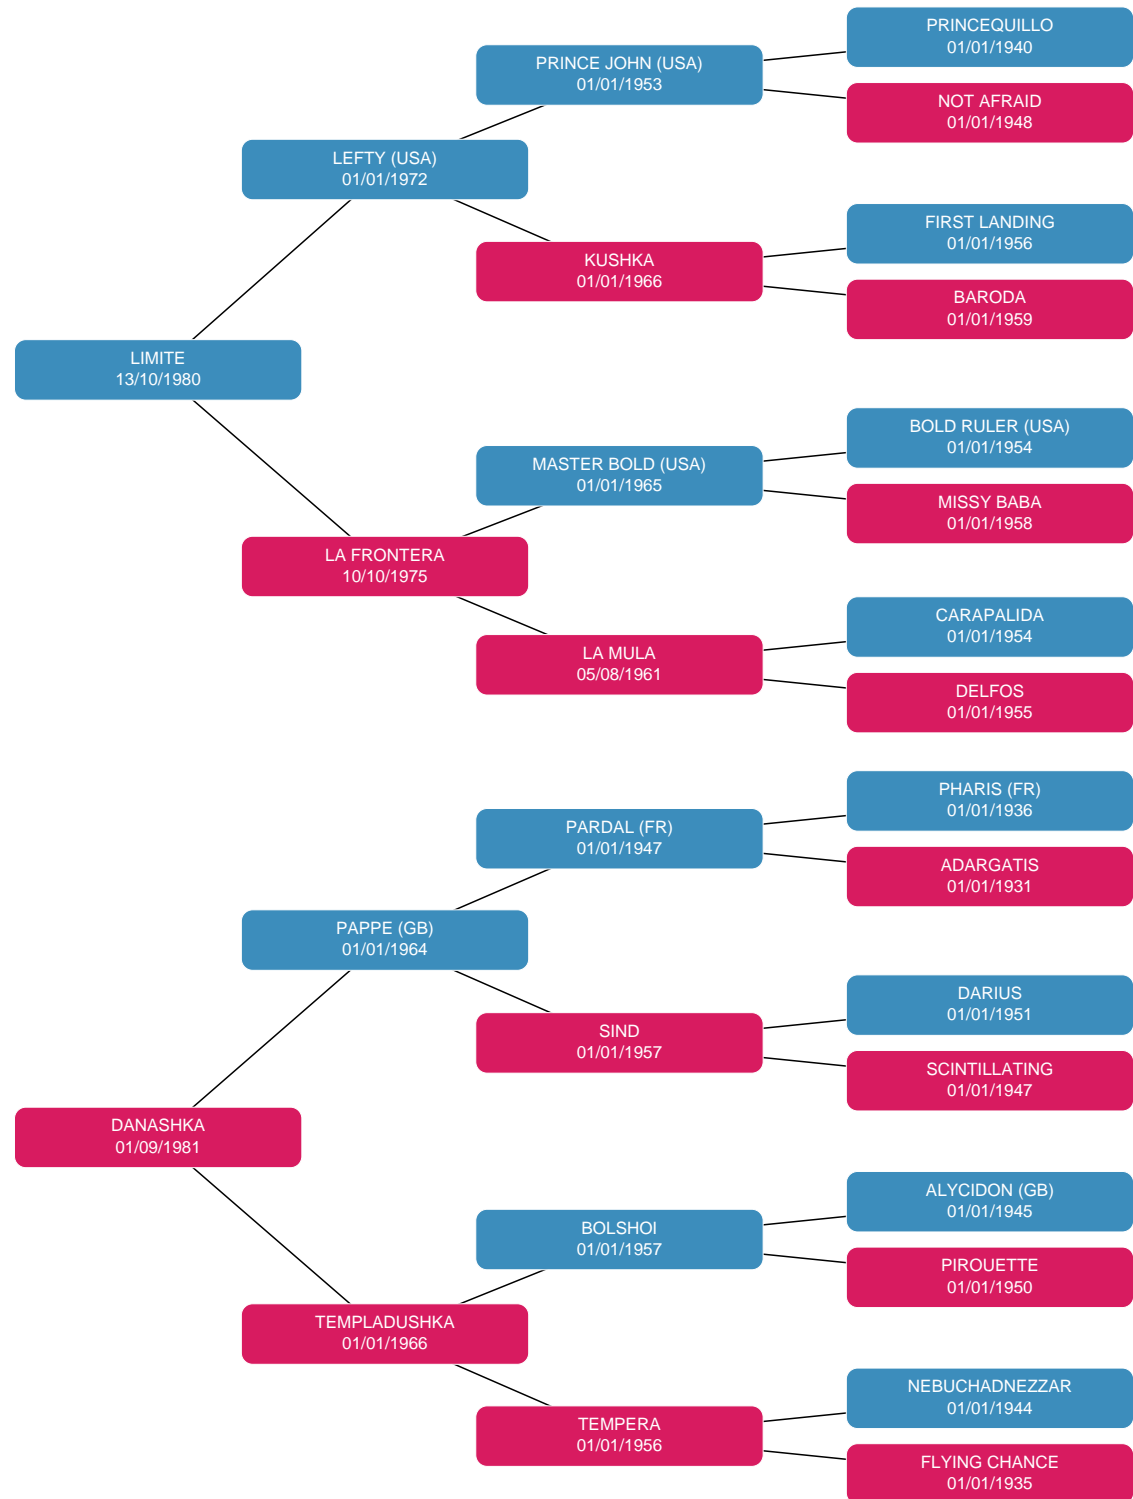 PRINCEQUILLO
01/01/1940
PRINCE JOHN (USA)
01/01/1953
NOT AFRAID
01/01/1948
LEFTY (USA)
01/01/1972
FIRST LANDING
01/01/1956
KUSHKA
01/01/1966
BARODA
01/01/1959
LIMITE
13/10/1980
BOLD RULER (USA)
01/01/1954
MASTER BOLD (USA)
01/01/1965
MISSY BABA
01/01/1958
LA FRONTERA
10/10/1975
CARAPALIDA
01/01/1954
LA MULA
05/08/1961
DELFOS
01/01/1955
PHARIS (FR)
01/01/1936
PARDAL (FR)
01/01/1947
ADARGATIS
01/01/1931
PAPPE (GB)
01/01/1964
DARIUS
01/01/1951
SIND
01/01/1957
SCINTILLATING
01/01/1947
DANASHKA
01/09/1981
ALYCIDON (GB)
01/01/1945
BOLSHOI
01/01/1957
PIROUETTE
01/01/1950
TEMPLADUSHKA
01/01/1966
NEBUCHADNEZZAR
01/01/1944
TEMPERA
01/01/1956
FLYING CHANCE
01/01/1935